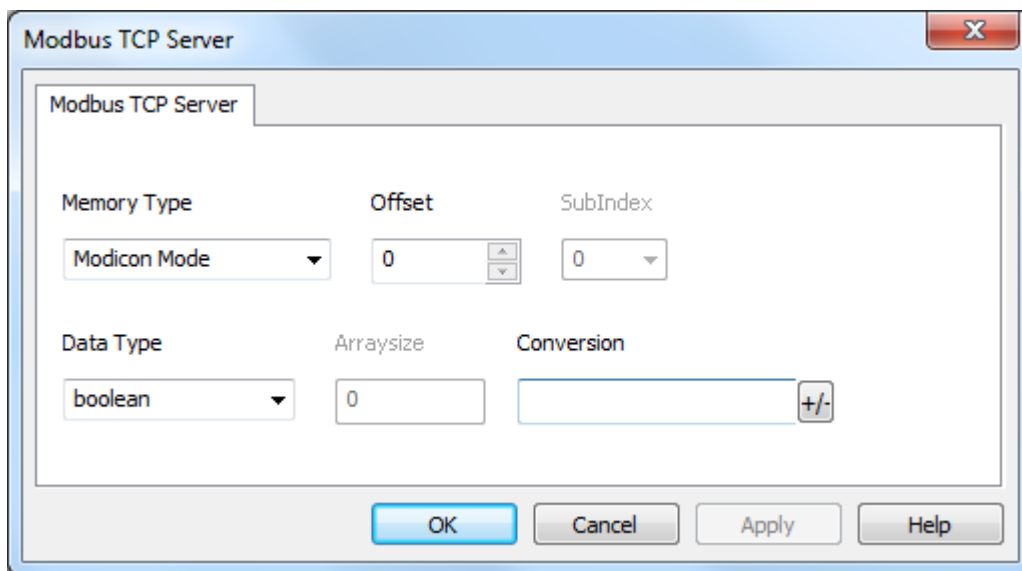 Modbus TCP Server
Modbus TCP Server
Memory Type Offset SubIndex
Modicon Mode 0 0
Data Type Arraysize Conversion
boolean 0 +/-
OK Cancel Apply Help